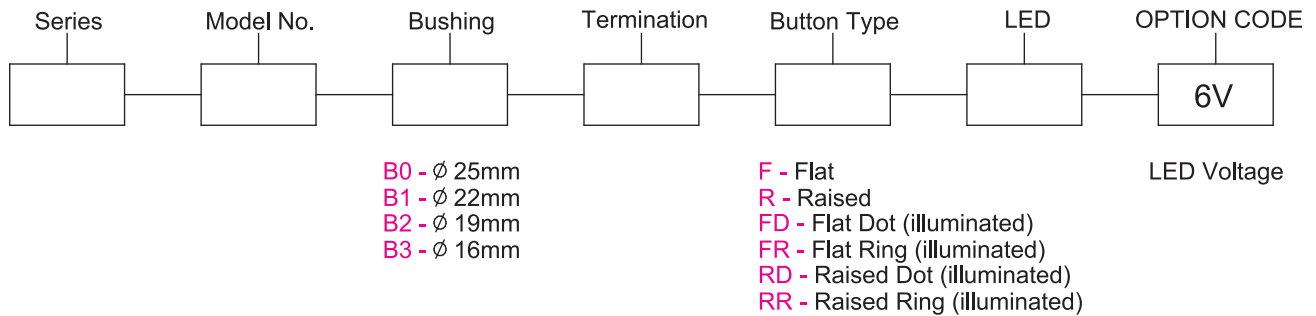 Series Model No. Bushing Termination Button Type LED OPTION CODE
6V
B0 - Ø 25mm
B1 - Ø 22mm
B2 - Ø 19mm
B3 - Ø 16mm
F - Flat
R - Raised
FD - Flat Dot (illuminated)
FR - Flat Ring (illuminated)
RD - Raised Dot (illuminated)
RR - Raised Ring (illuminated)
LED Voltage